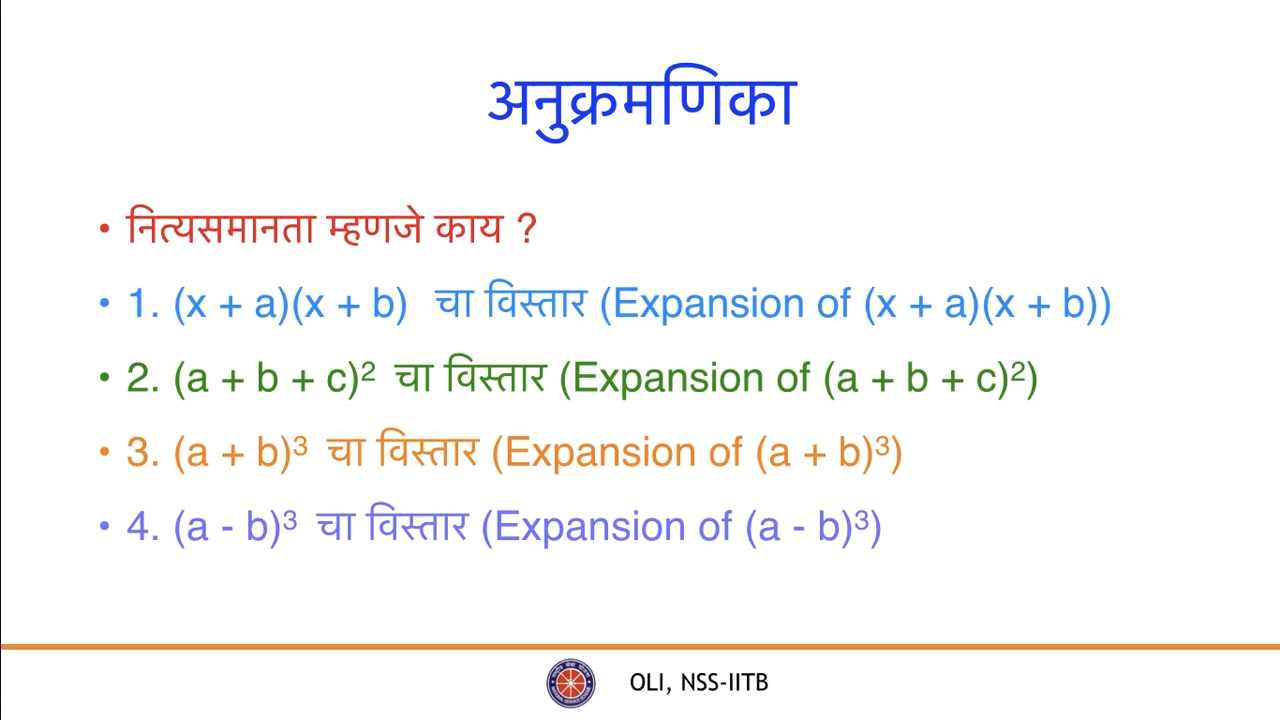 अनुक्रमणिका
• नित्यसमानता म्हणजे काय ?
• 1. (x + a)(x + b) चा विस्तार (Expansion of (x + a)(x + b))
• 2. (a + b + c)² चा विस्तार (Expansion of (a + b + c)²)
• 3. (a + b)³ चा विस्तार (Expansion of (a + b)³)
• 4. (a - b)³ चा विस्तार (Expansion of (a - b)³)
OLI, NSS-IITB